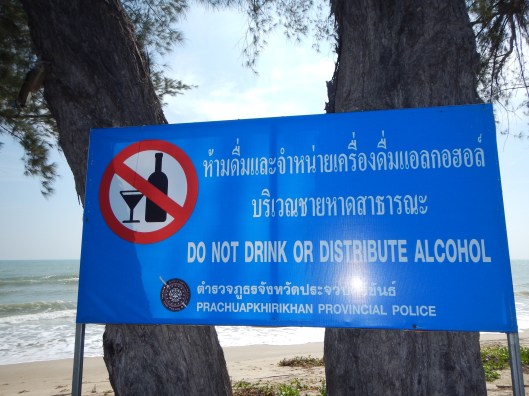 ห้ามดื่มและจำหน่ายเครื่องดื่มแอลกอฮอล์
บริเวณชายหาดสาธารณะ
DO NOT DRINK OR DISTRIBUTE ALCOHOL
ตำรวจภูธรจังหวัดประจวบคีรีขันธ์
PRACHUAPKHIRIKHAN PROVINCIAL POLICE